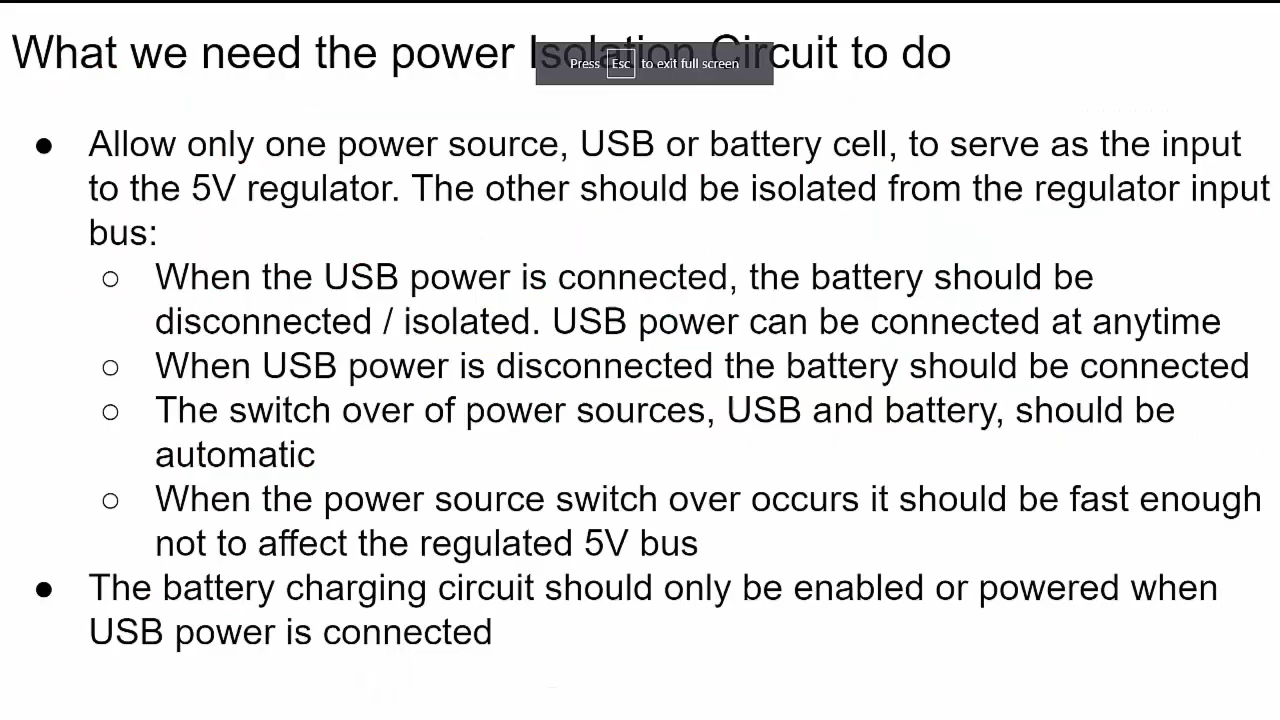 What we need the power Isolation Circuit to do
Press Esc to exit full screen
● Allow only one power source, USB or battery cell, to serve as the input
to the 5V regulator. The other should be isolated from the regulator input
bus:
○ When the USB power is connected, the battery should be
disconnected / isolated. USB power can be connected at anytime
○ When USB power is disconnected the battery should be connected
○ The switch over of power sources, USB and battery, should be
automatic
○ When the power source switch over occurs it should be fast enough
not to affect the regulated 5V bus
● The battery charging circuit should only be enabled or powered when
USB power is connected